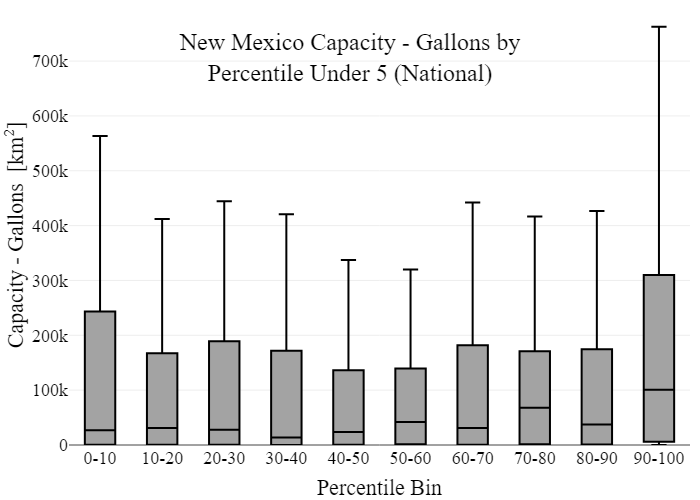 New Mexico Capacity - Gallons by
Percentile Under 5 (National)
Capacity - Gallons [km²]
700k
600k
500k
400k
300k
200k
100k
0
0-10 10-20 20-30 30-40 40-50 50-60 60-70 70-80 80-90 90-100
Percentile Bin